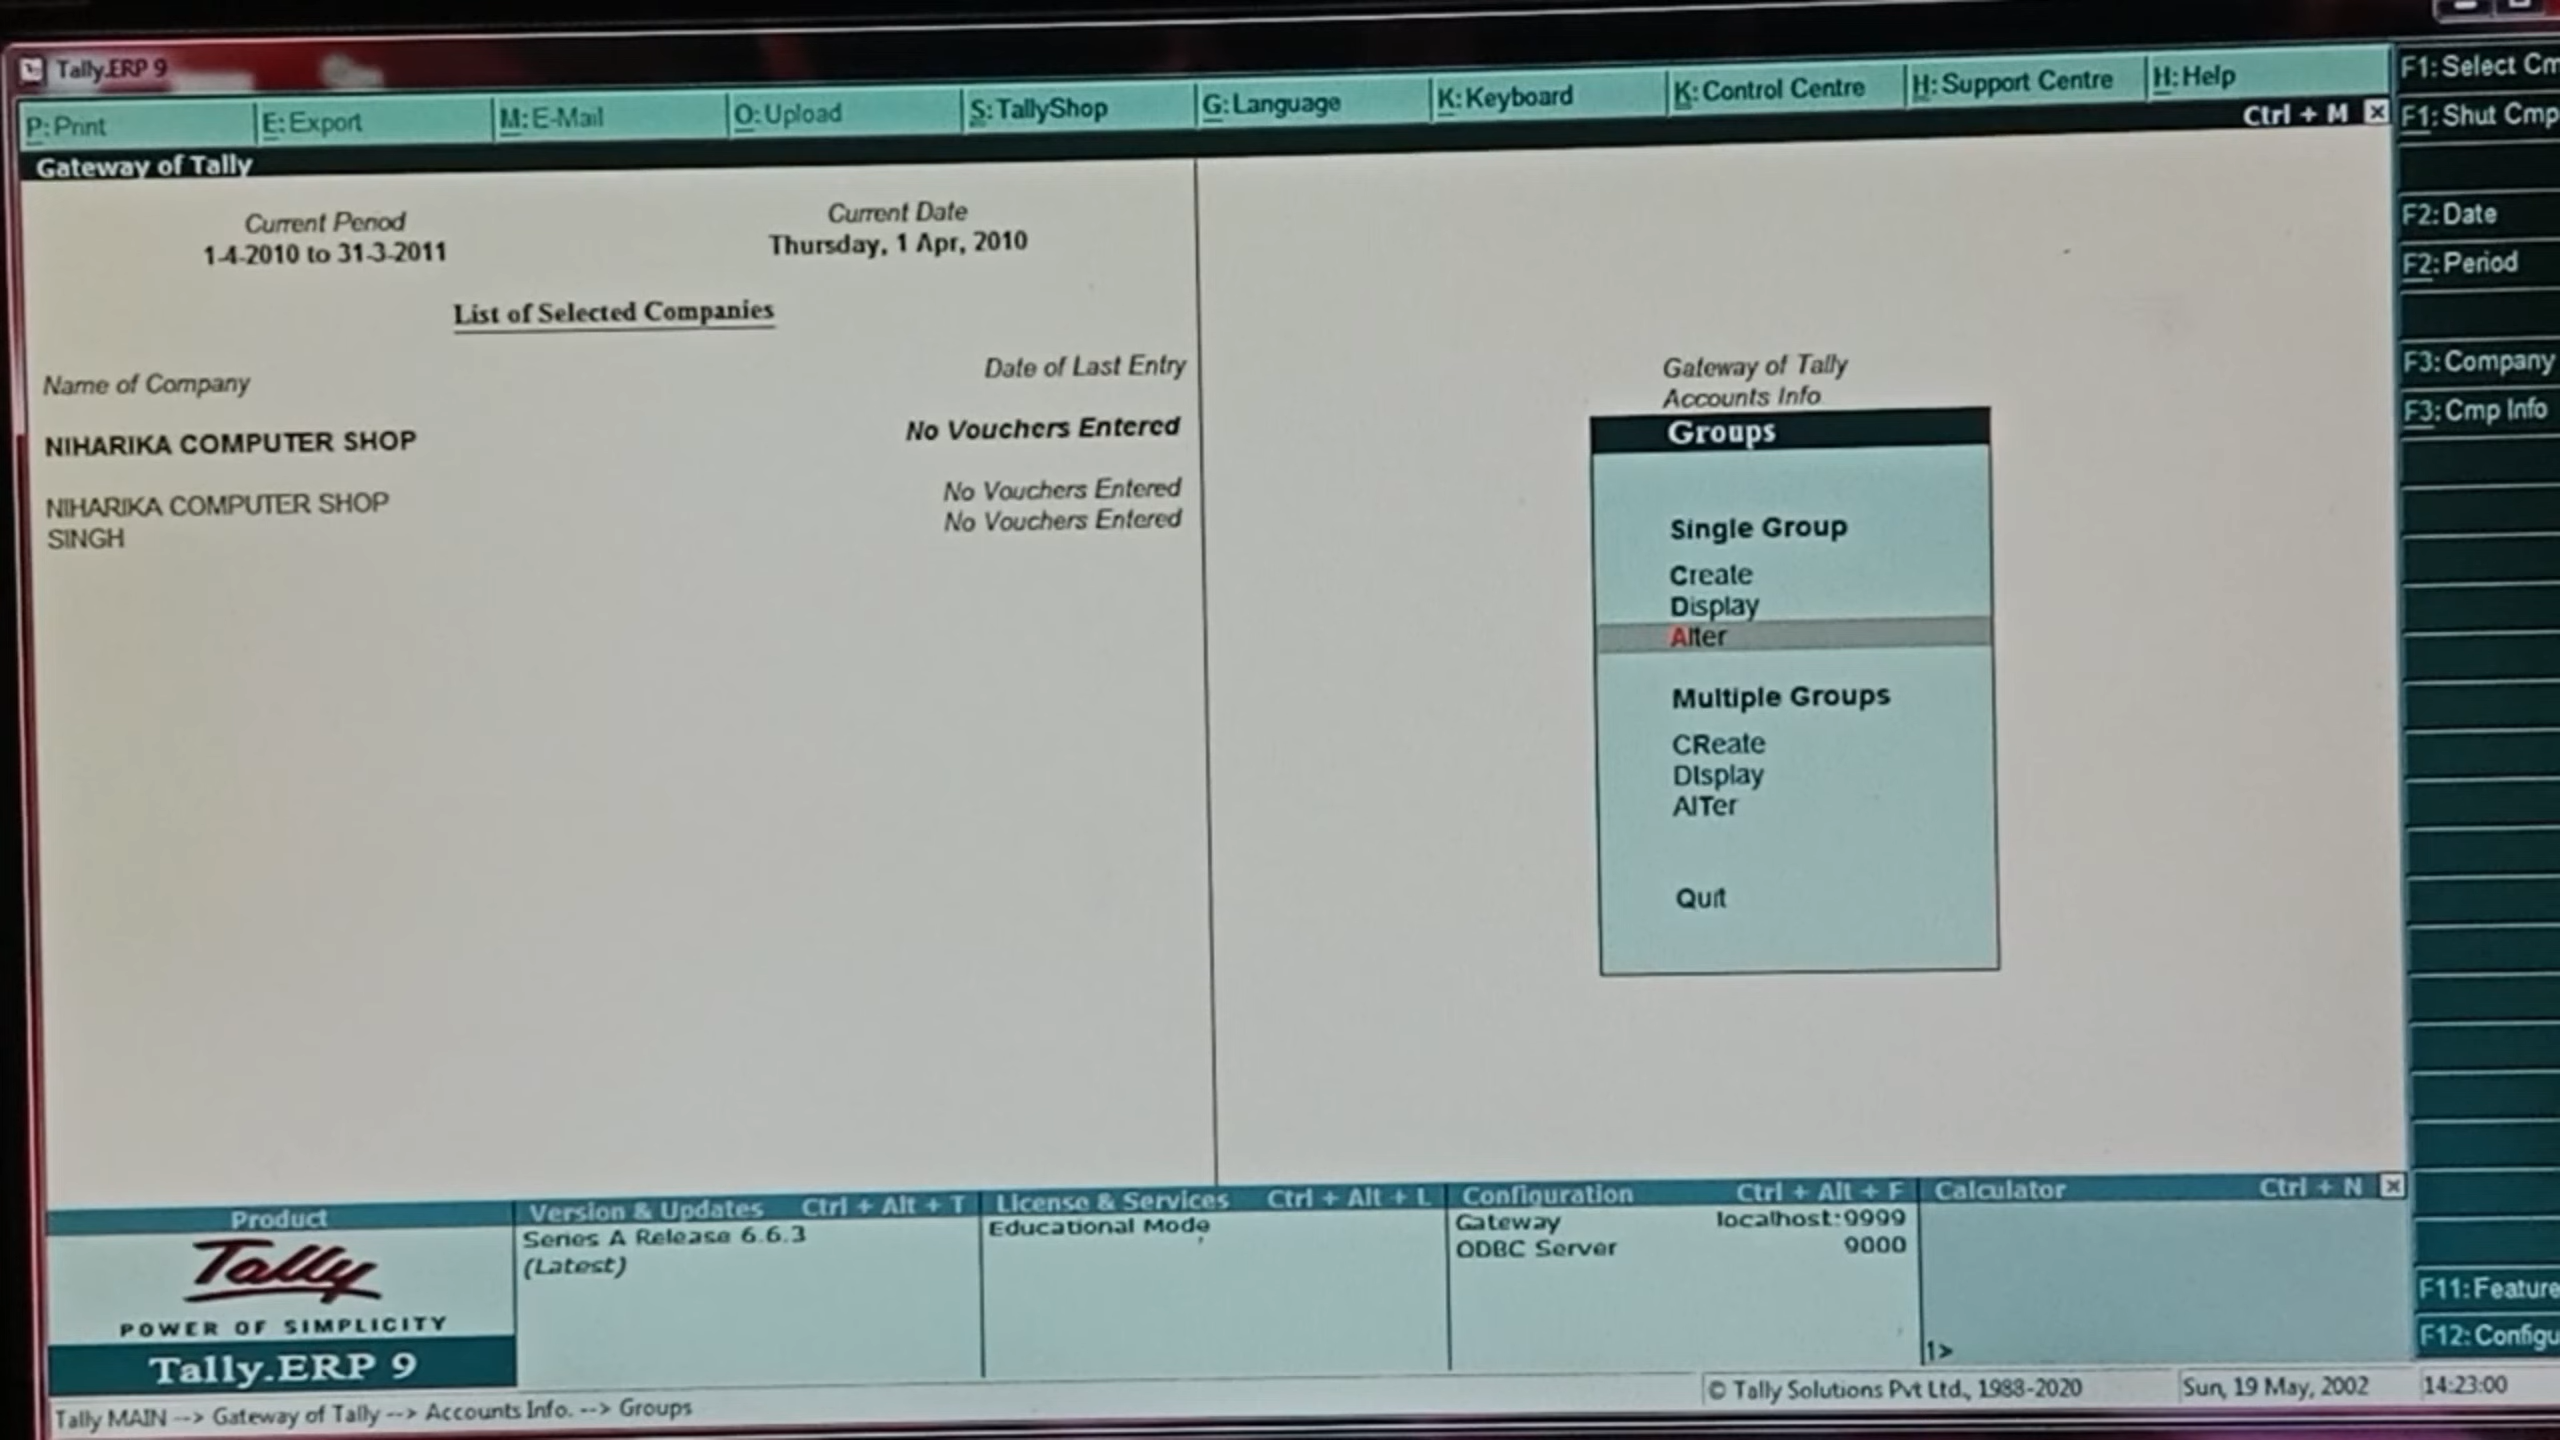 Tally.ERP 9
P: Print E: Export M: E-Mail O: Upload S: TallyShop G: Language K: Keyboard K: Control Centre H: Support Centre H: Help
Ctrl + M
Gateway of Tally
Current Period
1-4-2010 to 31-3-2011
Current Date
Thursday, 1 Apr, 2010
List of Selected Companies
Name of Company Date of Last Entry
NIHARIKA COMPUTER SHOP No Vouchers Entered
NIHARIKA COMPUTER SHOP No Vouchers Entered
SINGH No Vouchers Entered
Gateway of Tally
Accounts Info
Groups
Single Group
Create
Display
Alter
Multiple Groups
CReate
DIsplay
AlTer
Quit
F1: Select Cm
F1: Shut Cmp
F2: Date
F2: Period
F3: Company
F3: Cmp Info
F11: Feature
F12: Configu
Product
Tally
POWER OF SIMPLICITY
Tally.ERP 9
Version & Updates Ctrl + Alt + T
Series A Release 6.6.3
(Latest)
License & Services Ctrl + Alt + L
Educational Mode
Configuration Ctrl + Alt + F
Gateway localhost:9999
ODBC Server 9000
Calculator Ctrl + N
1>
© Tally Solutions Pvt Ltd., 1988-2020 Sun, 19 May, 2002 14:23:00
Tally MAIN --> Gateway of Tally --> Accounts Info. --> Groups